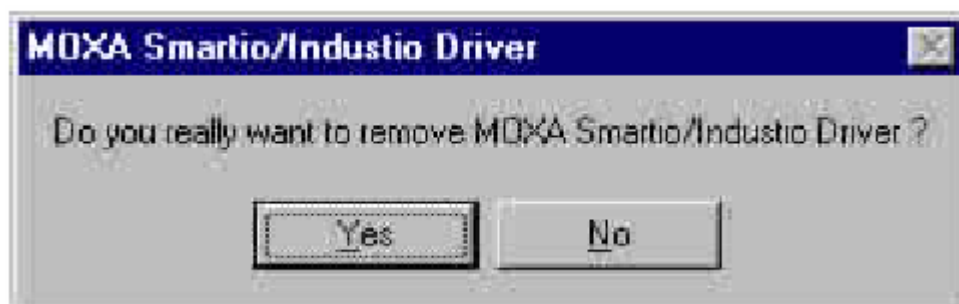 MOXA Smartio/Industio Driver
Do you really want to remove MOXA Smartio/Industio Driver ?
Yes
No